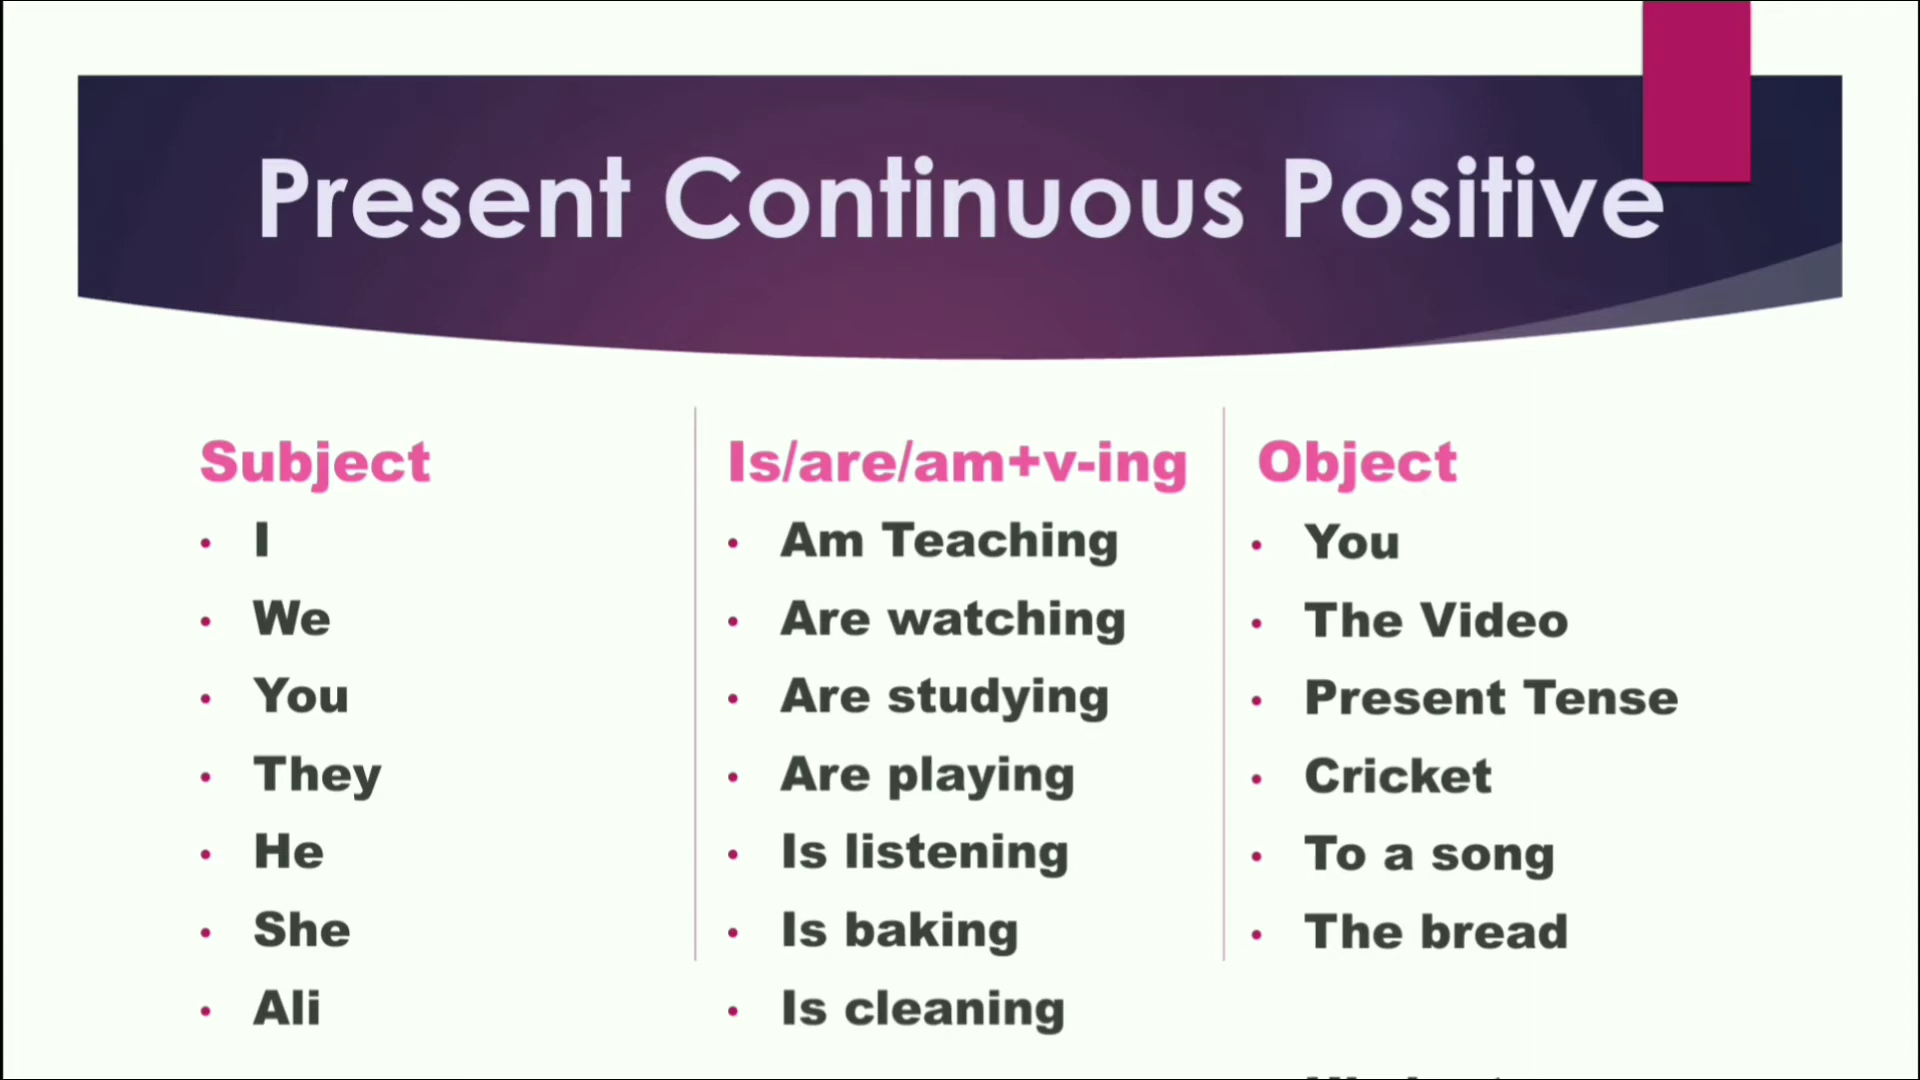 Present Continuous Positive
Subject
• I
• We
• You
• They
• He
• She
• Ali
Is/are/am+v-ing
• Am Teaching
• Are watching
• Are studying
• Are playing
• Is listening
• Is baking
• Is cleaning
Object
• You
• The Video
• Present Tense
• Cricket
• To a song
• The bread